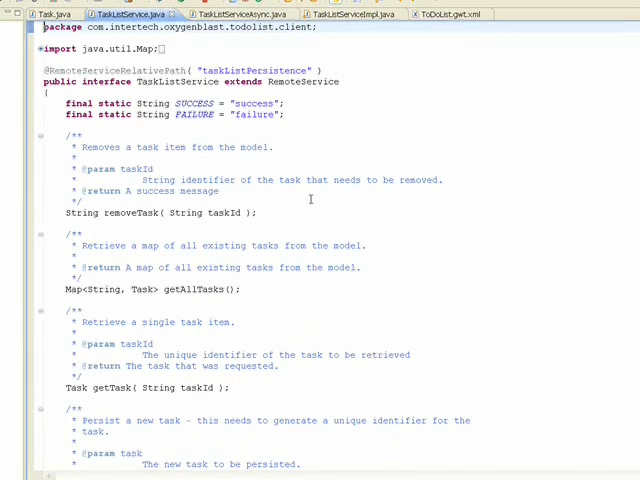 Task.java TaskListService.java TaskListServiceAsync.java TaskListServiceImpl.java ToDoList.gwt.xml
package com.intertech.oxygenblast.todolist.client;
import java.util.Map;
@RemoteServiceRelativePath( "taskListPersistence" )
public interface TaskListService extends RemoteService
{
final static String SUCCESS = "success";
final static String FAILURE = "failure";
/**
* Removes a task item from the model.
*
* @param taskId
* String identifier of the task that needs to be removed.
* @return A success message
*/
String removeTask( String taskId );
/**
* Retrieve a map of all existing tasks from the model.
*
* @return A map of all existing tasks from the model.
*/
Map<String, Task> getAllTasks();
/**
* Retrieve a single task item.
*
* @param taskId
* The unique identifier of the task to be retrieved
* @return The task that was requested.
*/
Task getTask( String taskId );
/**
* Persist a new task - this needs to generate a unique identifier for the
* task.
*
* @param task
* The new task to be persisted.